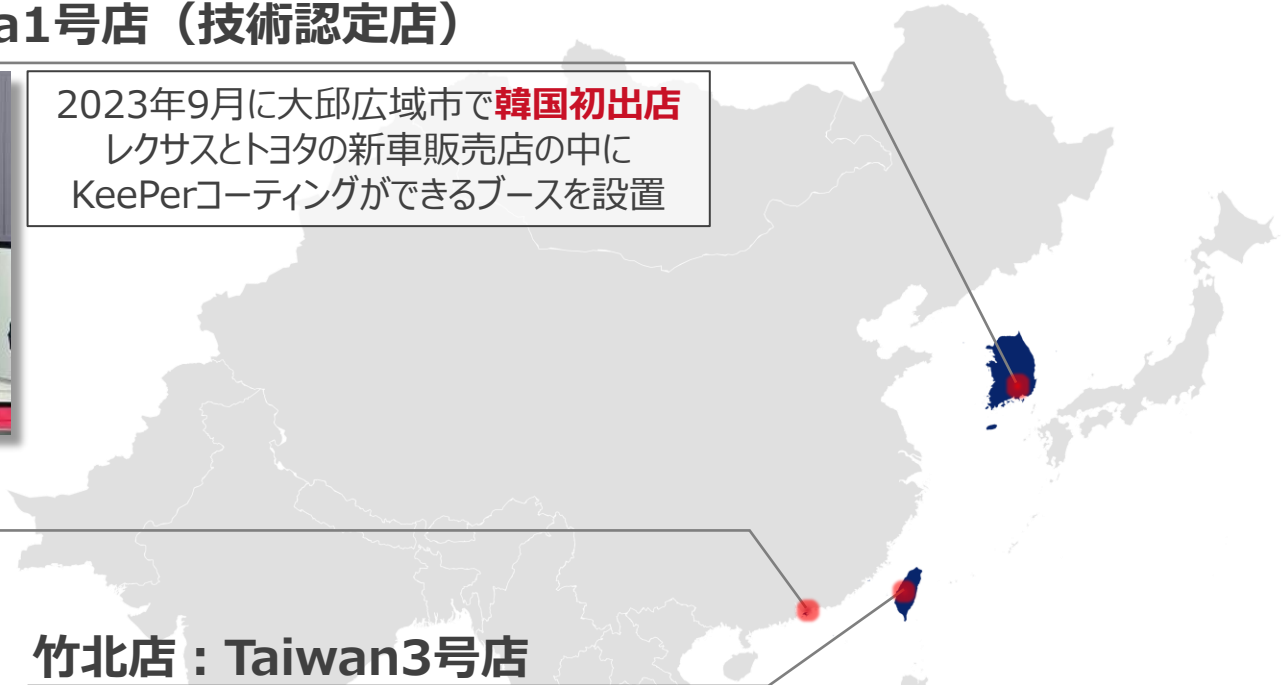 a1号店（技術認定店）
2023年9月に大邱広域市で韓国初出店
レクサスとトヨタの新車販売店の中に
KeePerコーティングができるブースを設置
竹北店：Taiwan3号店